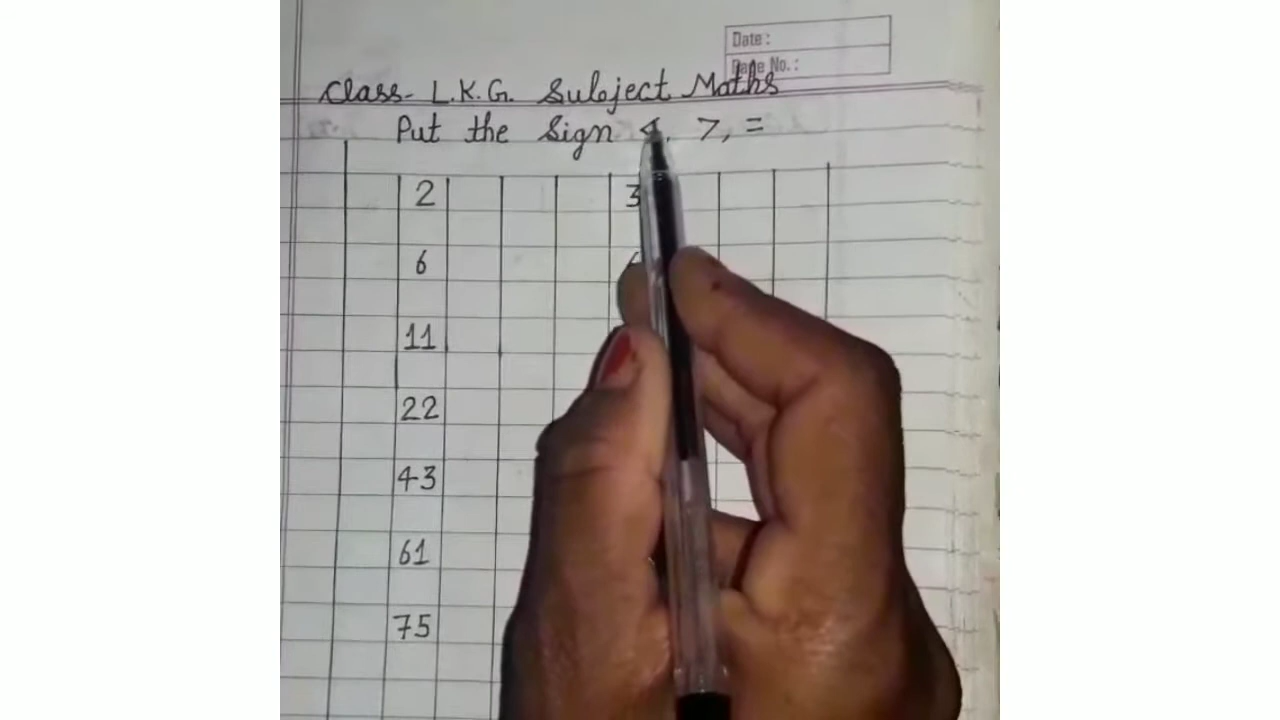 Date :
Page No. :
Class- L.K.G. Subject Maths
Put the Sign <, >, =
2 3
6
11
22
43
61
75